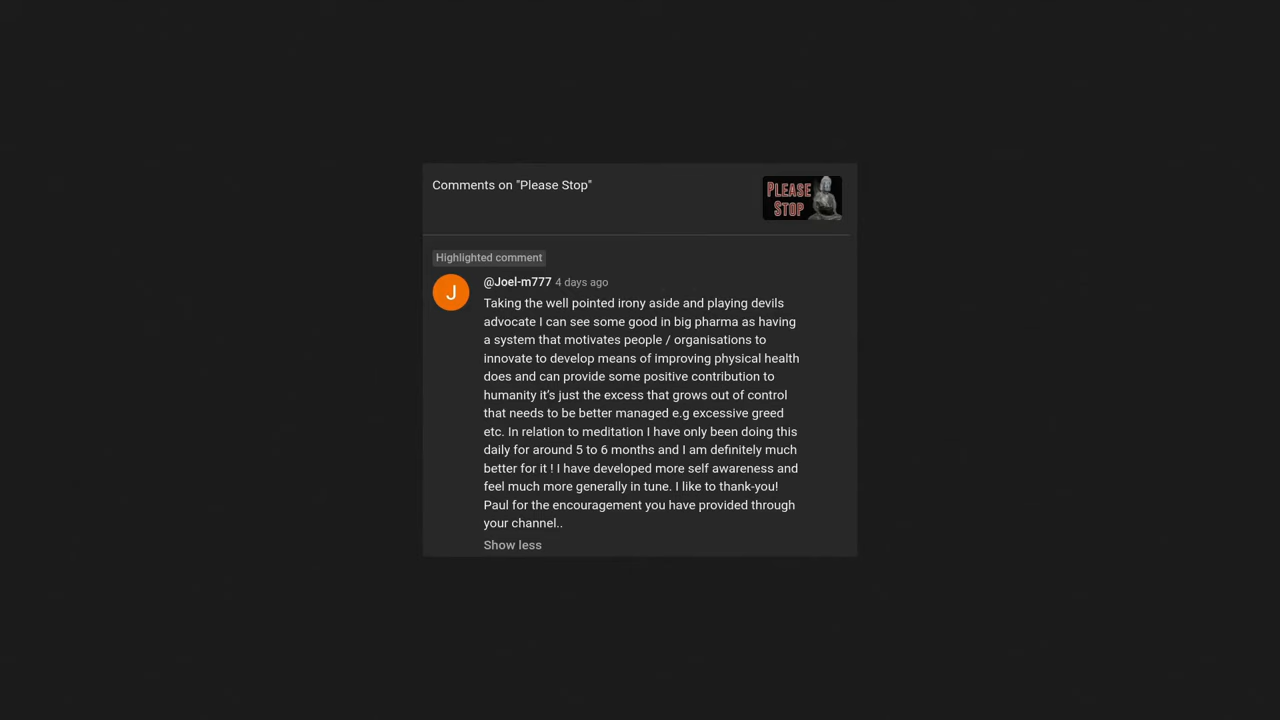 Comments on "Please Stop"
PLEASE
STOP
Highlighted comment
J
@Joel-m777 4 days ago
Taking the well pointed irony aside and playing devils
advocate I can see some good in big pharma as having
a system that motivates people / organisations to
innovate to develop means of improving physical health
does and can provide some positive contribution to
humanity it's just the excess that grows out of control
that needs to be better managed e.g excessive greed
etc. In relation to meditation I have only been doing this
daily for around 5 to 6 months and I am definitely much
better for it ! I have developed more self awareness and
feel much more generally in tune. I like to thank-you!
Paul for the encouragement you have provided through
your channel..
Show less